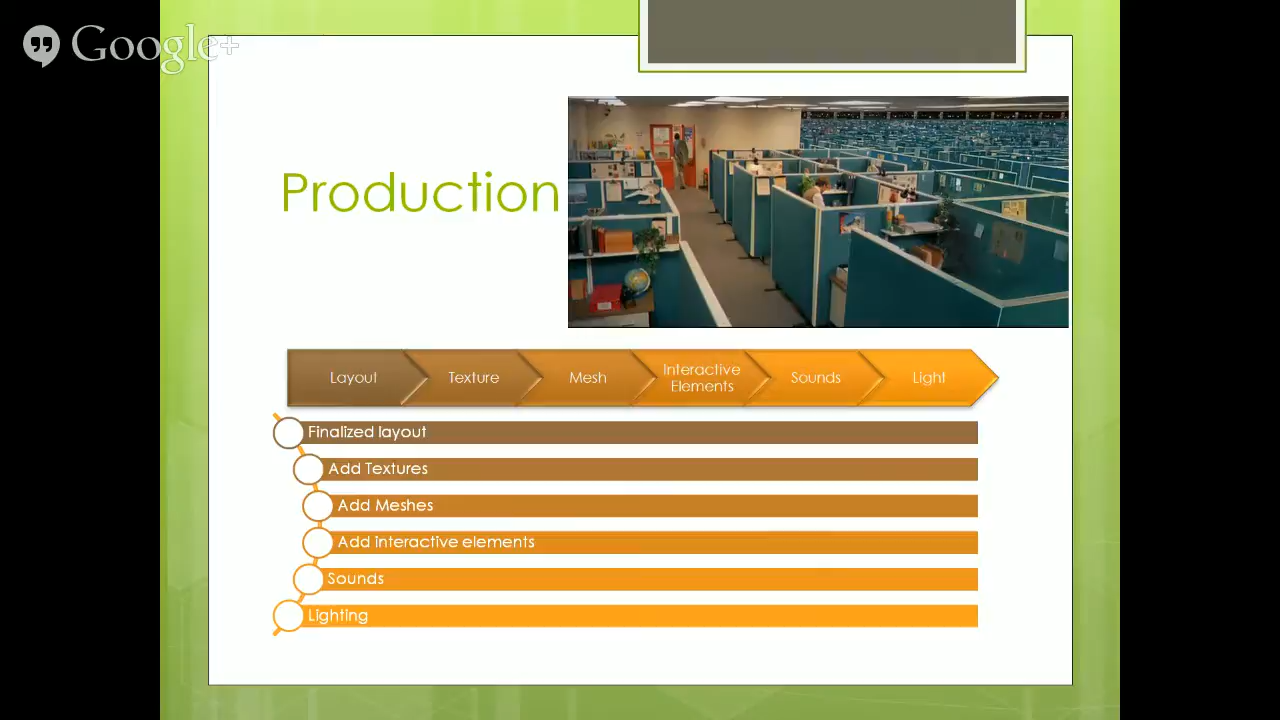 Google+
Production
Layout
Texture
Mesh
Interactive
Elements
Sounds
Light
Finalized layout
Add Textures
Add Meshes
Add interactive elements
Sounds
Lighting